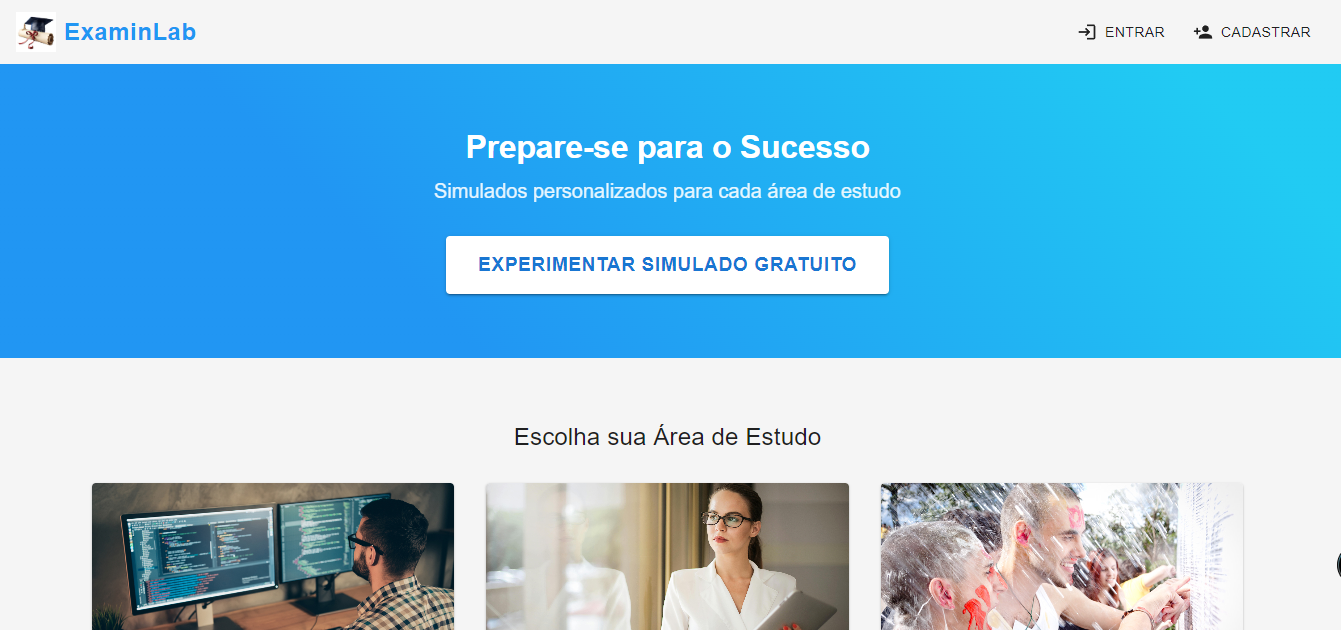 ExaminLab
ENTRAR
CADASTRAR
Prepare-se para o Sucesso
Simulados personalizados para cada área de estudo
EXPERIMENTAR SIMULADO GRATUITO
Escolha sua Área de Estudo